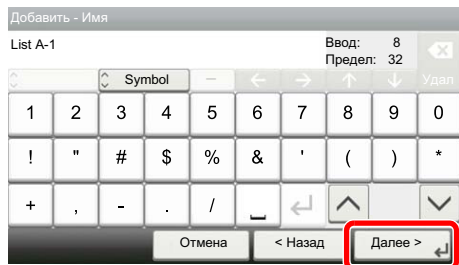 Добавить - Имя
List A-1
Ввод: 8
Предел: 32
Symbol
Удал
1 2 3 4 5 6 7 8 9 0
! " # $ % & ' ( ) *
+ , - . / _
Отмена < Назад Далее >